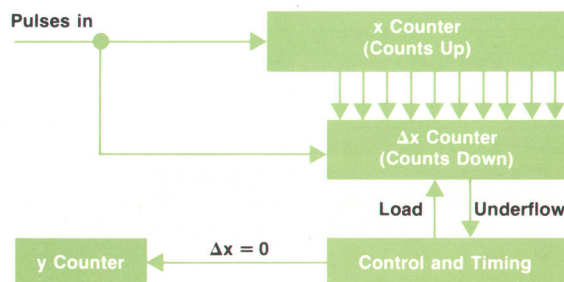 Pulses in
x Counter
(Counts Up)
Δx Counter
(Counts Down)
Load
Underflow
y Counter
Δx = 0
Control and Timing